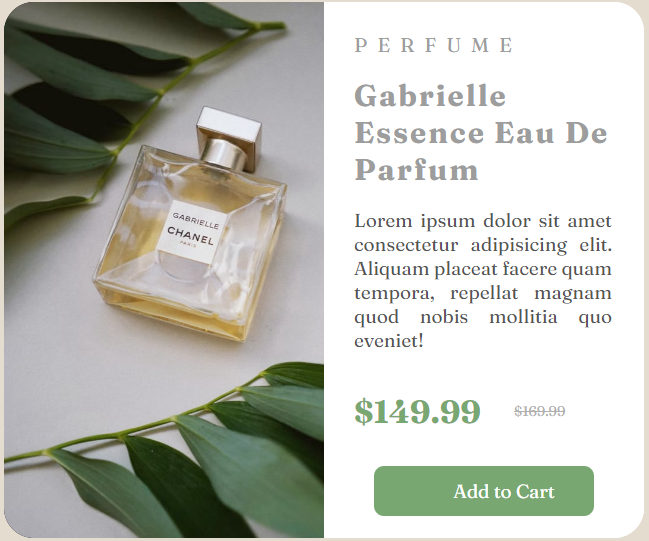 GABRIELLE
CHANEL
PARIS
PERFUME
Gabrielle
Essence Eau De
Parfum
Lorem ipsum dolor sit amet
consectetur adipisicing elit.
Aliquam placeat facere quam
tempora, repellat magnam
quod nobis mollitia quo
eveniet!
$149.99 $169.99
Add to Cart